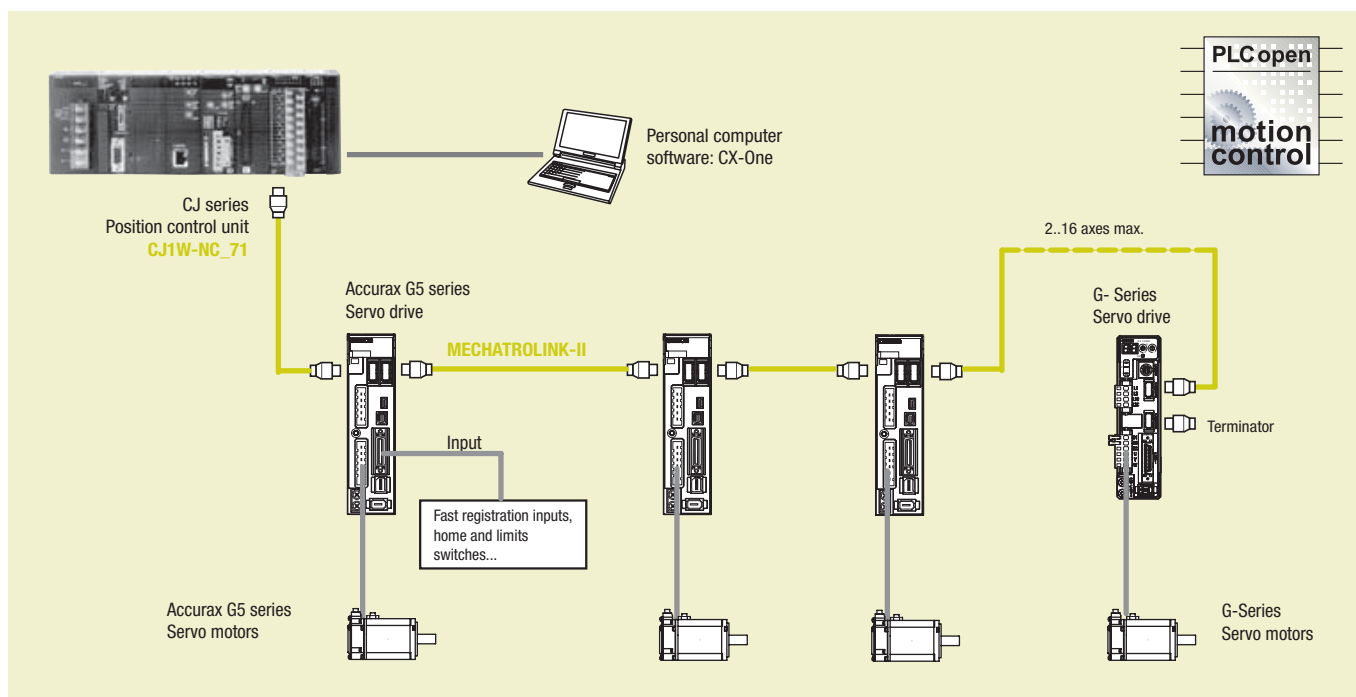 PLCopen
motion
control
Personal computer
software: CX-One
CJ series
Position control unit
CJ1W-NC_71
2..16 axes max.
Accurax G5 series
Servo drive
G- Series
Servo drive
MECHATROLINK-II
Terminator
Input
Fast registration inputs,
home and limits
switches...
Accurax G5 series
Servo motors
G-Series
Servo motors